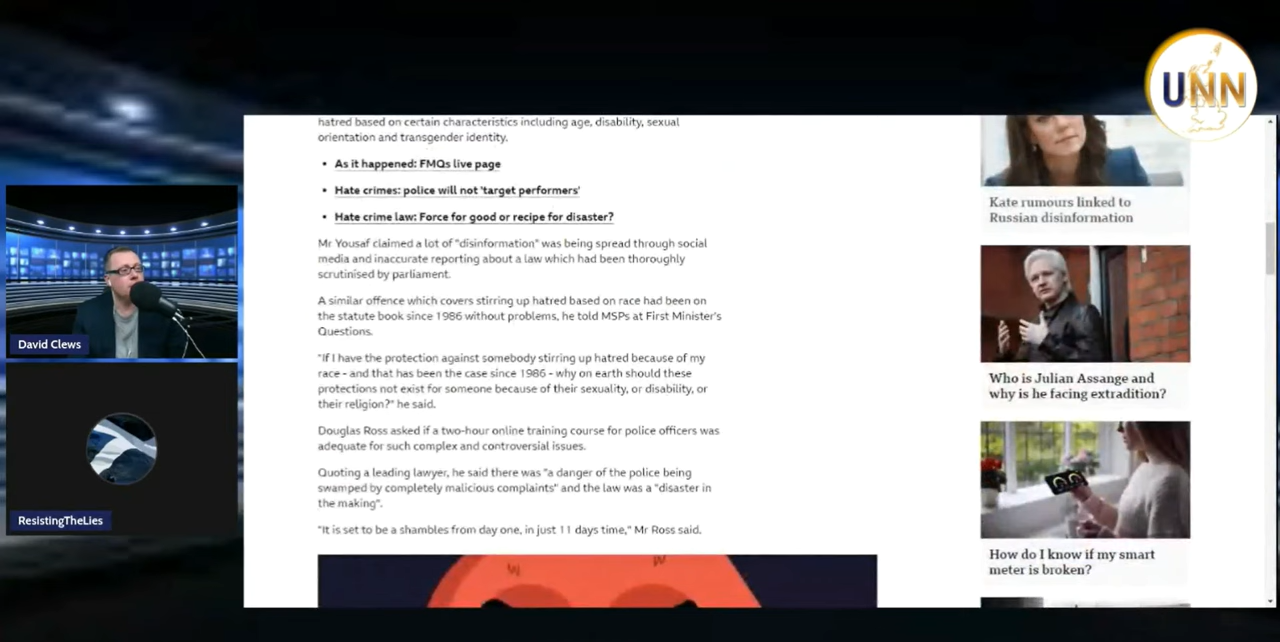 UNN
hatred based on certain characteristics including age, disability, sexual
orientation and transgender identity.
• As it happened: FMQs live page
• Hate crimes: police will not 'target performers'
• Hate crime law: Force for good or recipe for disaster?
Mr Yousaf claimed a lot of "disinformation" was being spread through social
media and inaccurate reporting about a law which had been thoroughly
scrutinised by parliament.
A similar offence which covers stirring up hatred based on race had been on
the statute book since 1986 without problems, he told MSPs at First Minister's
Questions.
"If I have the protection against somebody stirring up hatred because of my
race - and that has been the case since 1986 - why on earth should these
protections not exist for someone because of their sexuality, or disability, or
their religion?" he said.
Douglas Ross asked if a two-hour online training course for police officers was
adequate for such complex and controversial issues.
Quoting a leading lawyer, he said there was "a danger of the police being
swamped by completely malicious complaints" and the law was a "disaster in
the making".
"It is set to be a shambles from day one, in just 11 days time," Mr Ross said.
Kate rumours linked to
Russian disinformation
Who is Julian Assange and
why is he facing extradition?
How do I know if my smart
meter is broken?
David Clews
ResistingTheLies